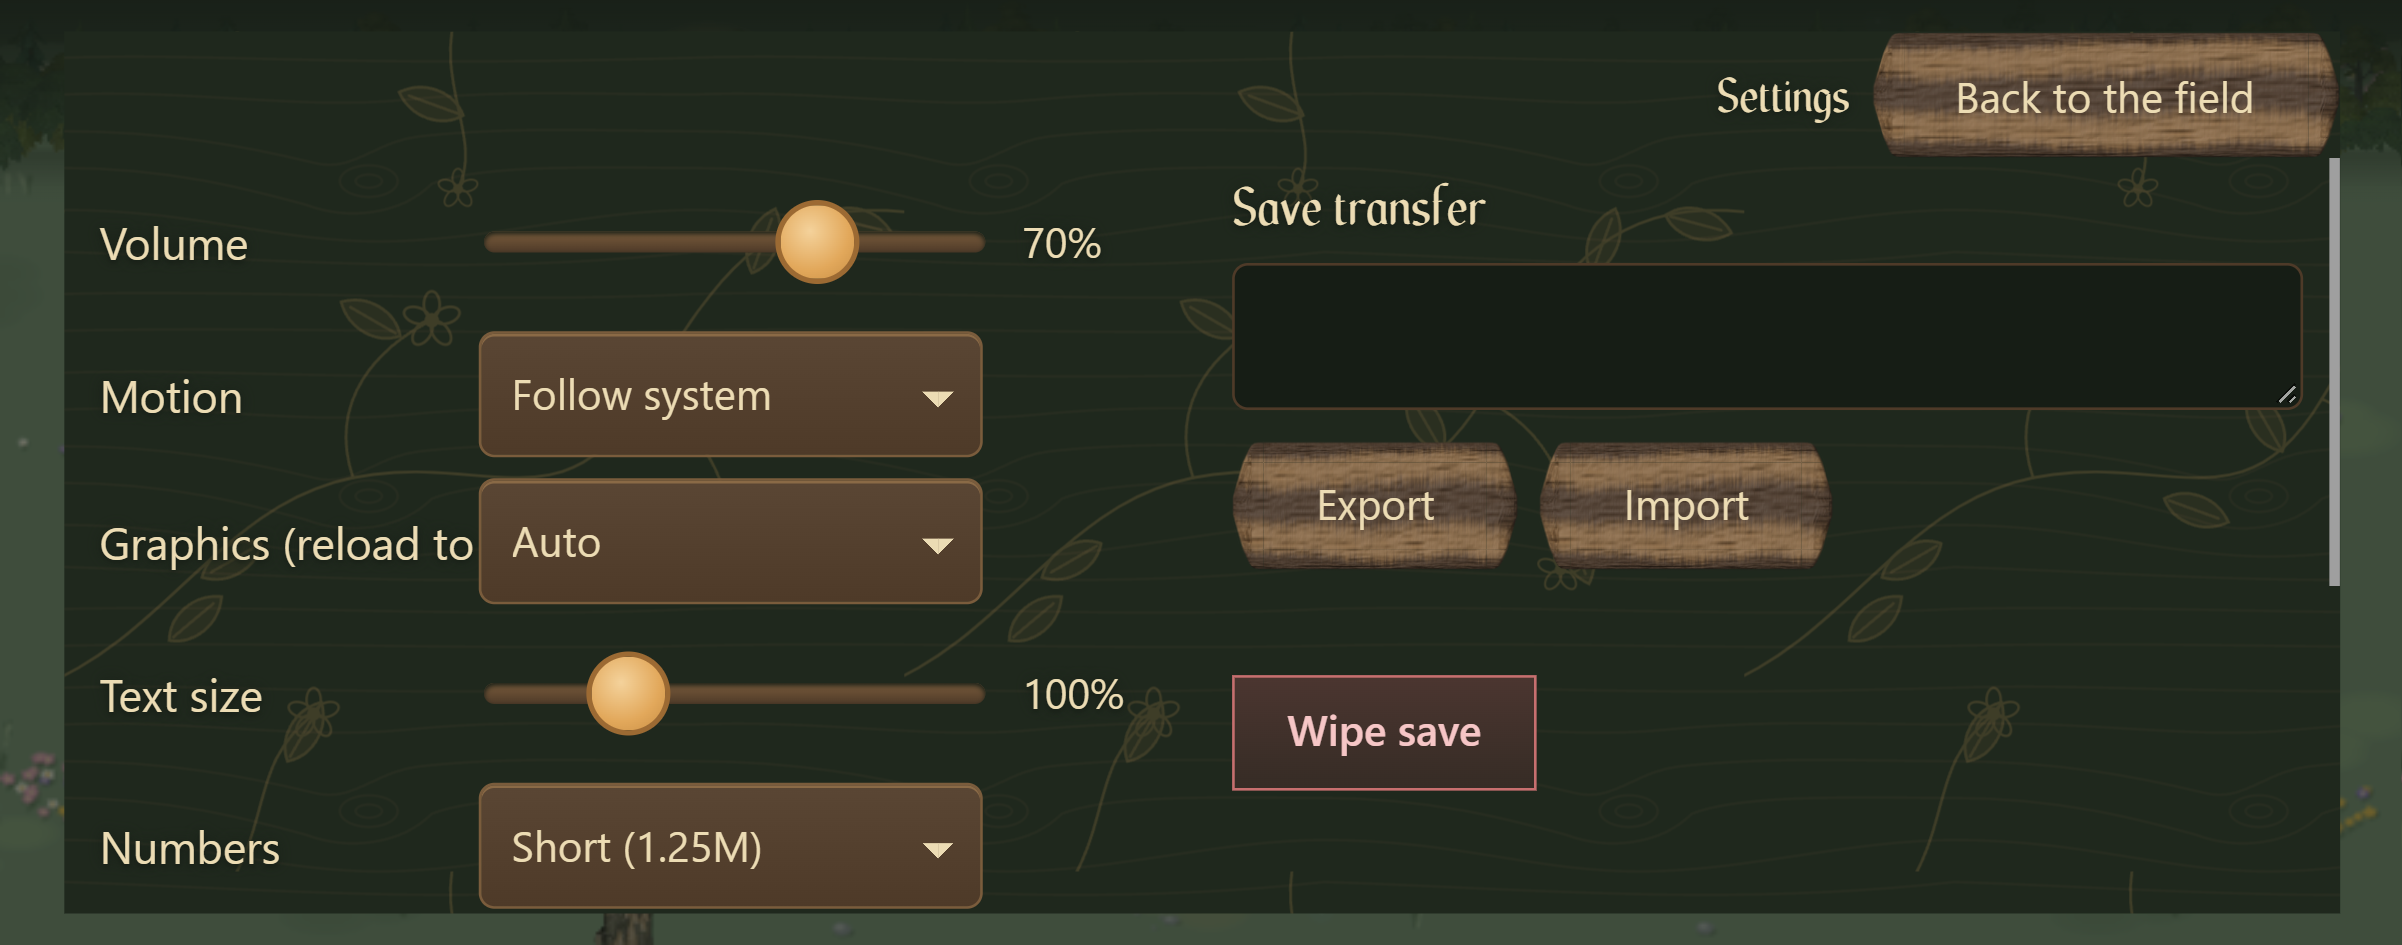 Settings
Back to the field
Volume
70%
Motion
Follow system
Graphics (reload to
Auto
Text size
100%
Numbers
Short (1.25M)
Save transfer
Export
Import
Wipe save